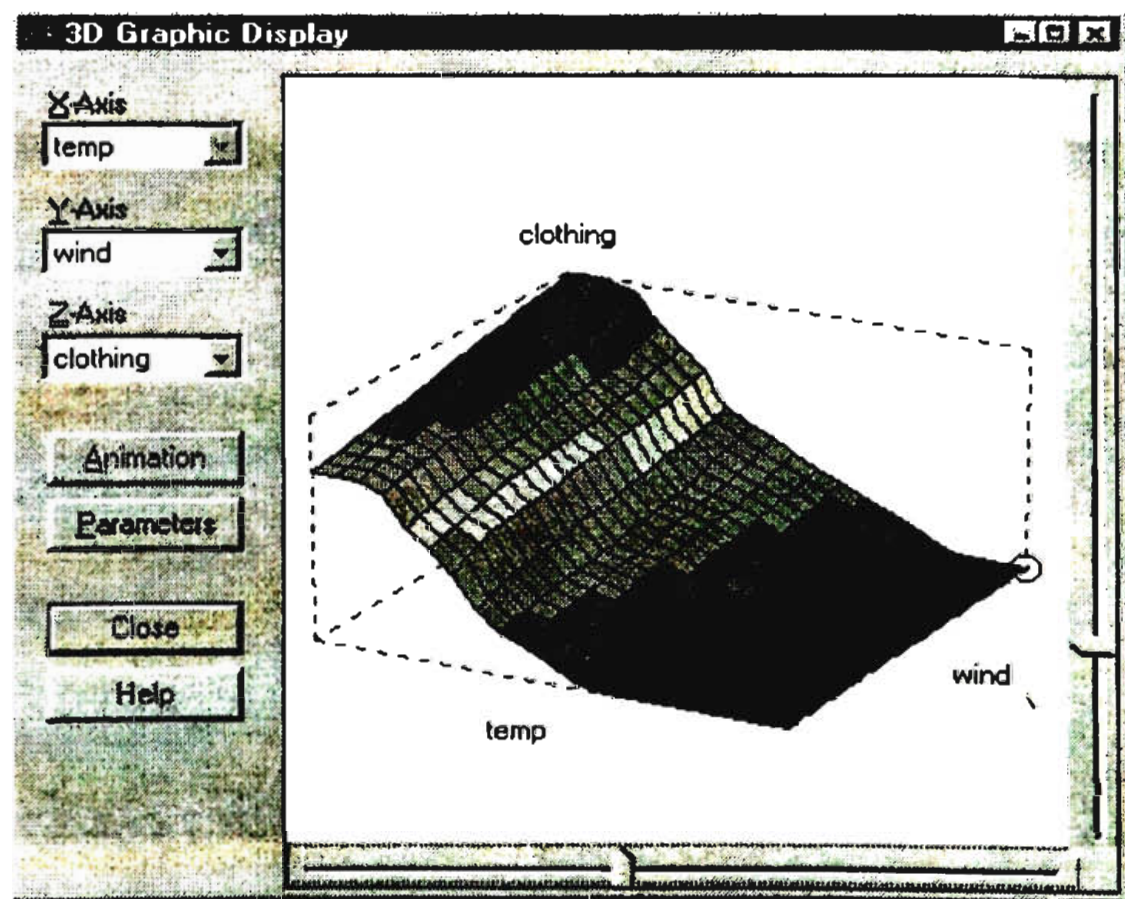 3D Graphic Display
X-Axis
temp
Y-Axis
wind
Z-Axis
clothing
Animation
Parameters
Close
Help
clothing
wind
temp